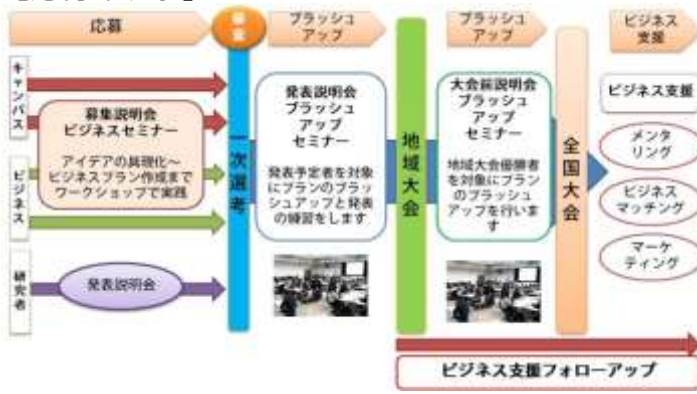 応募
ブラッシュ
アップ
ブラッシュ
アップ
ビジネス
支援
キャンパス
ビジネス
研究者
募集説明会
ビジネスセミナー
アイデアの具現化～
ビジネスプラン作成まで
ワークショップで実践
発表説明会
一次選考
発表説明会
ブラッシュ
アップ
セミナー
発表予定者を対象
にプランのブラッ
シュアップと発表
の練習をします
地域大会
大会前説明会
ブラッシュ
アップ
セミナー
地域大会優勝者
を対象にプラン
のブラッシュ
アップを行いま
す
全国大会
ビジネス支援
メンタ
リング
ビジネス
マッチング
マーケ
ティング
ビジネス支援フォローアップ